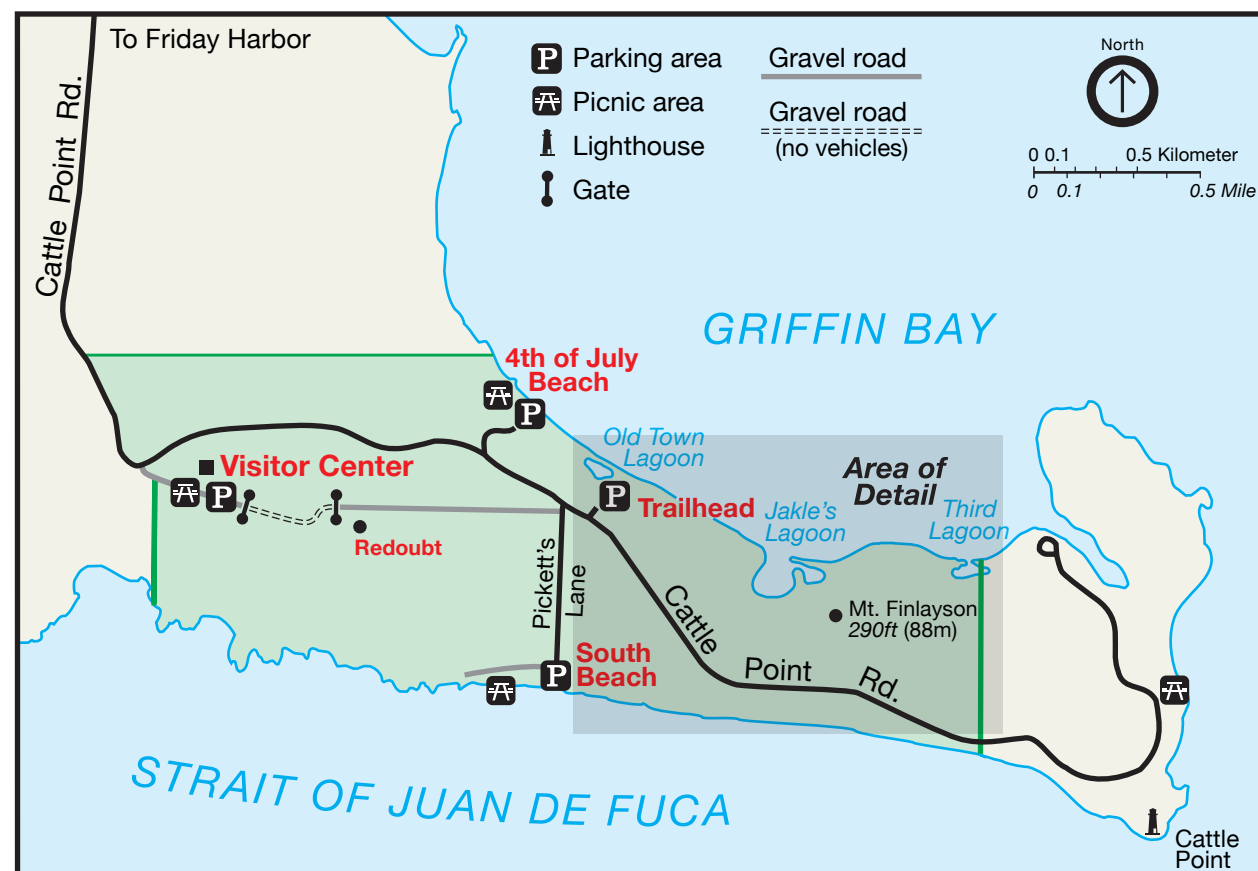 To Friday Harbor
Cattle Point Rd.
P Parking area
Picnic area
Lighthouse
Gate
Gravel road
Gravel road
(no vehicles)
North
0 0.1 0.5 Kilometer
0 0.1 0.5 Mile
GRIFFIN BAY
4th of July
Beach
P
Old Town
Lagoon
Area of
Detail
Visitor Center
P
P
Trailhead
Jakle's
Lagoon
Third
Lagoon
Redoubt
Pickett's
Lane
Cattle
Point
Rd.
Mt. Finlayson
290ft (88m)
South
Beach
P
STRAIT OF JUAN DE FUCA
Cattle
Point